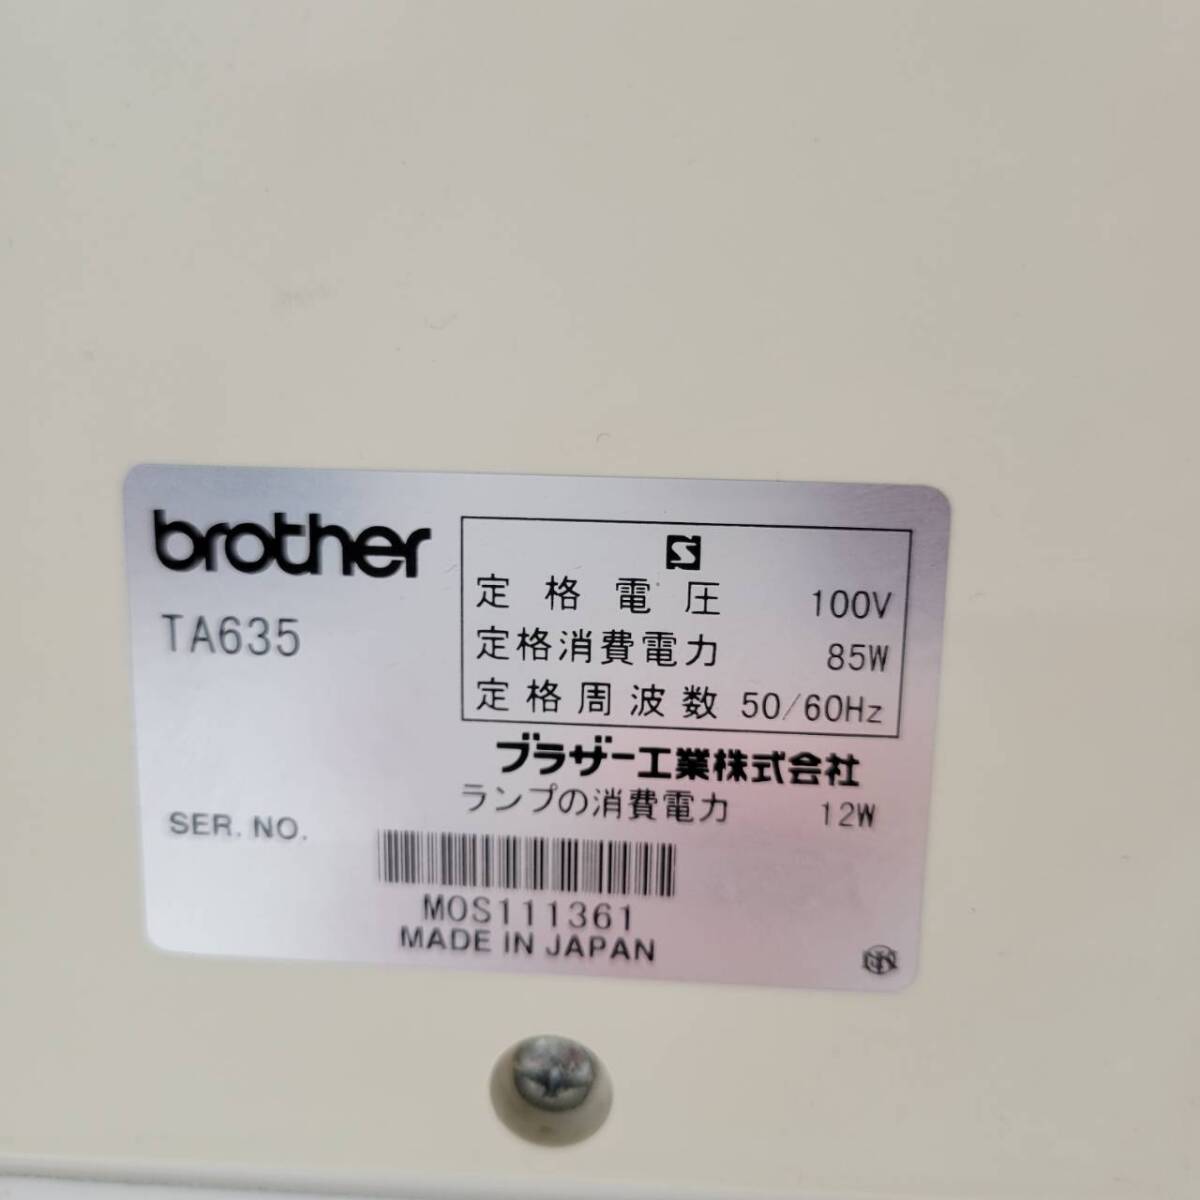 brother
TA635
定格電圧 100V
定格消費電力 85W
定格周波数 50/60Hz
ブラザー工業株式会社
ランプの消費電力 12W
SER. NO.
MOS111361
MADE IN JAPAN